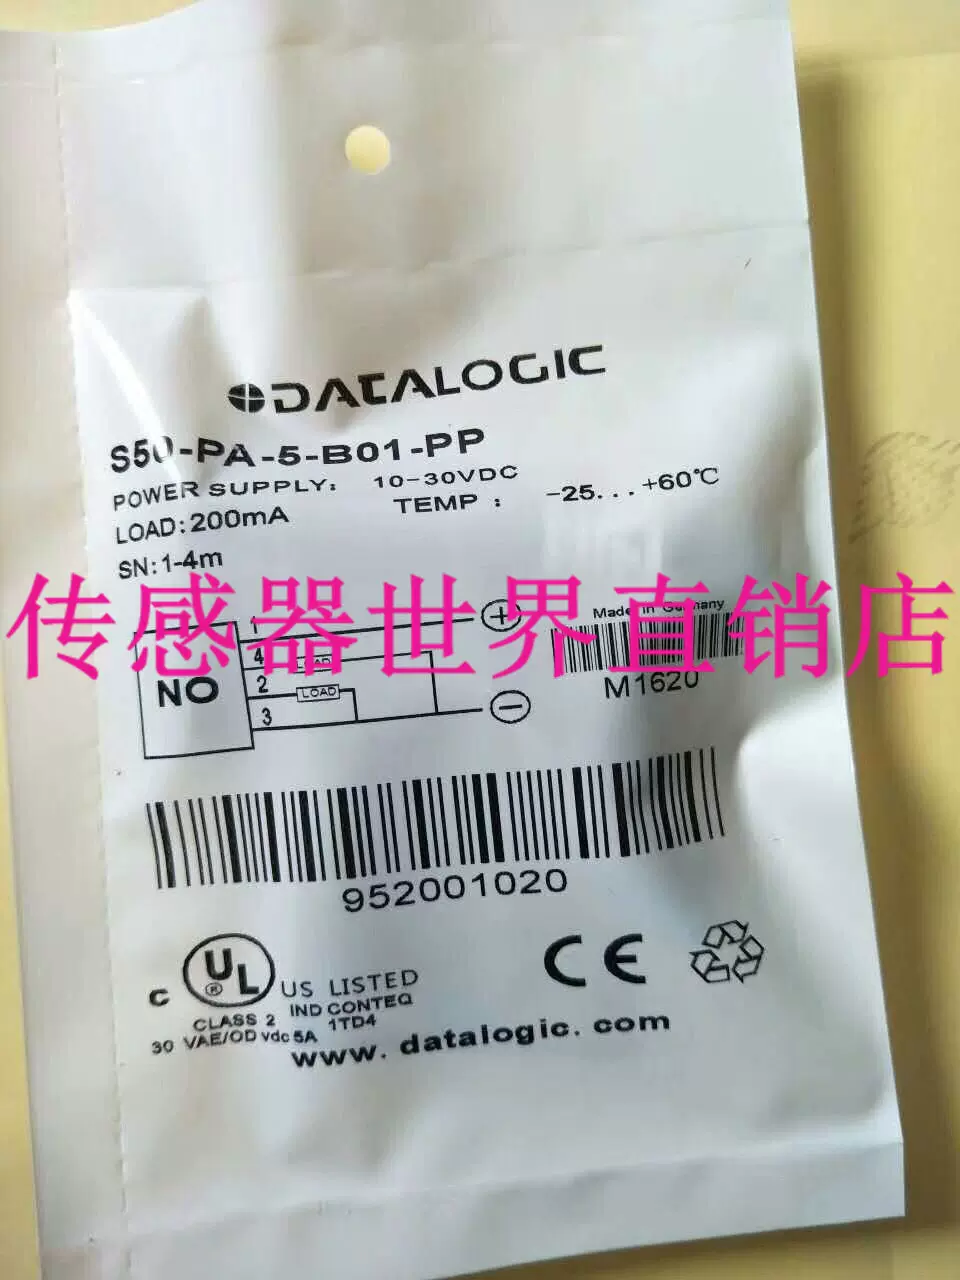 DATALOGIC
S50-PA-5-B01-PP
POWER SUPPLY: 10-30VDC
LOAD:200mA TEMP : -25...+60℃
SN:1-4m
传感器世界直销店
Made in Germany
1
4 LOAD
NO 2 LOAD
3
M1620
952001020
C UL ® US LISTED
CLASS 2 IND CONTEQ
30 VAE/OD vdc 5A 1TD4
CE
www.datalogic.com